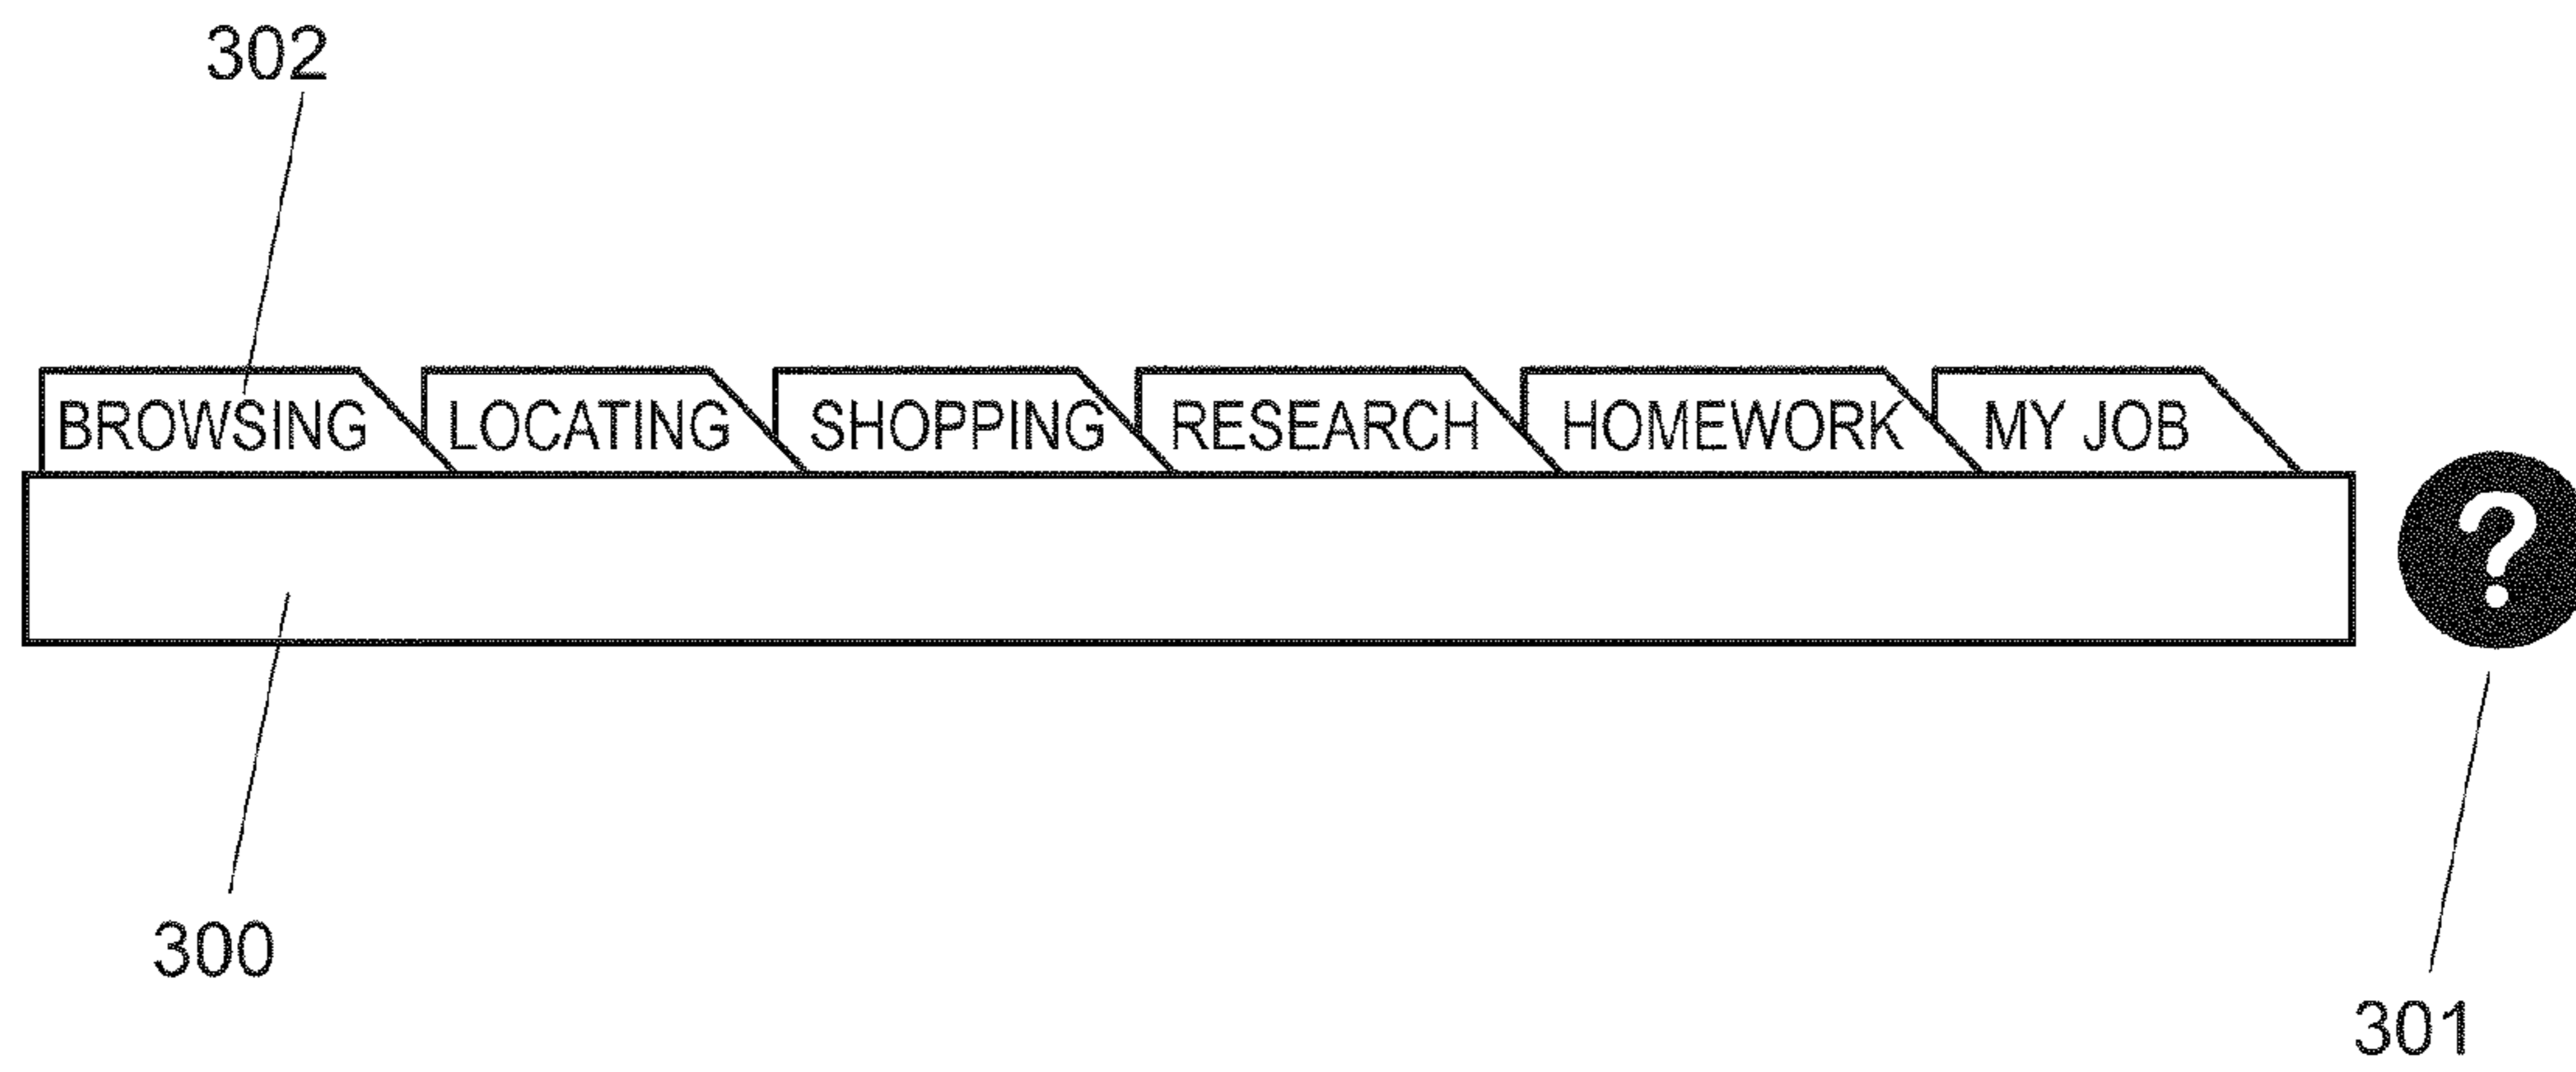 302
BROWSING LOCATING SHOPPING RESEARCH HOMEWORK MY JOB
?
300
301